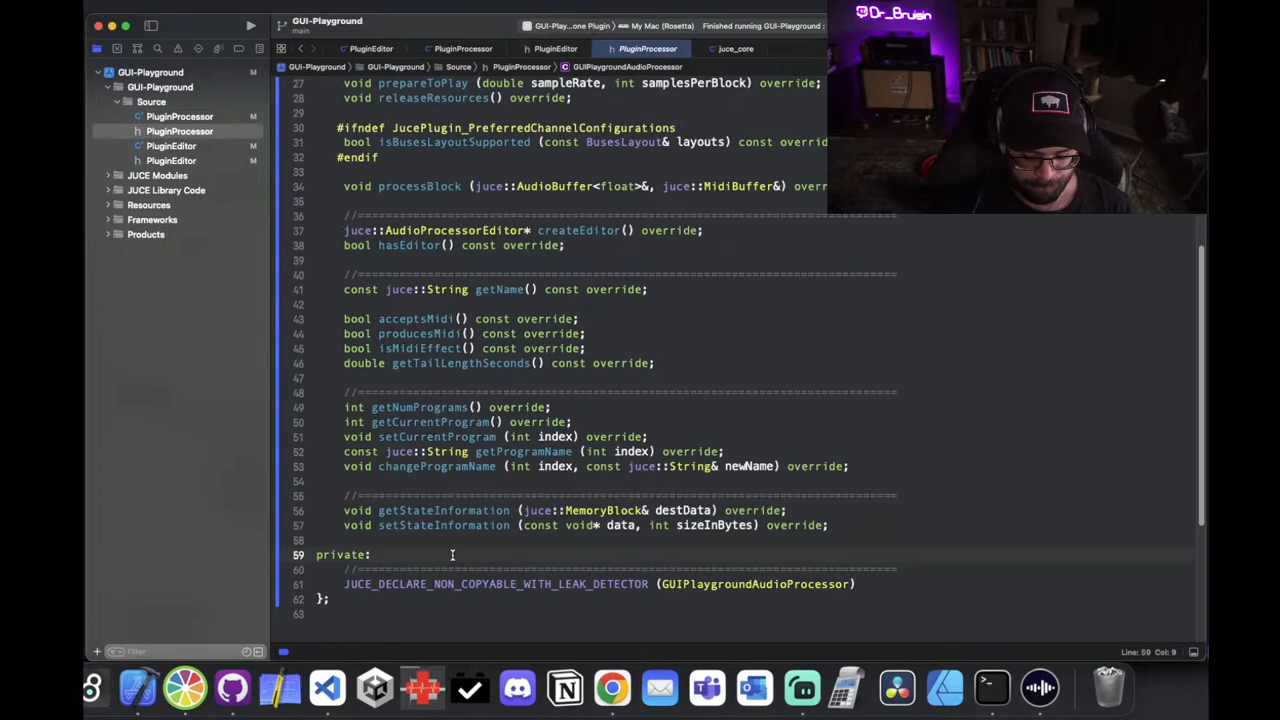 GUI-Playground
main
GUI-Play...one Plugin
My Mac (Rosetta)
Finished running GUI-Playground :
@Dr_Bruisin
PluginEditor
PluginProcessor
PluginEditor
PluginProcessor
juce_core
GUI-Playground
GUI-Playground
Source
PluginProcessor
GUIPlaygroundAudioProcessor
GUI-Playground M
GUI-Playground
Source
PluginProcessor M
PluginProcessor M
PluginEditor M
PluginEditor M
JUCE Modules
JUCE Library Code
Resources
Frameworks
Products
27 void prepareToPlay (double sampleRate, int samplesPerBlock) override;
28 void releaseResources() override;
29
30 #ifndef JucePlugin_PreferredChannelConfigurations
31 bool isBusesLayoutSupported (const BusesLayout& layouts) const overrid
32 #endif
33
34 void processBlock (juce::AudioBuffer<float>&, juce::MidiBuffer&) overr
35
36 //==============================================================================
37 juce::AudioProcessorEditor* createEditor() override;
38 bool hasEditor() const override;
39
40 //==============================================================================
41 const juce::String getName() const override;
42
43 bool acceptsMidi() const override;
44 bool producesMidi() const override;
45 bool isMidiEffect() const override;
46 double getTailLengthSeconds() const override;
47
48 //==============================================================================
49 int getNumPrograms() override;
50 int getCurrentProgram() override;
51 void setCurrentProgram (int index) override;
52 const juce::String getProgramName (int index) override;
53 void changeProgramName (int index, const juce::String& newName) override;
54
55 //==============================================================================
56 void getStateInformation (juce::MemoryBlock& destData) override;
57 void setStateInformation (const void* data, int sizeInBytes) override;
58
59 private:
60 //==============================================================================
61 JUCE_DECLARE_NON_COPYABLE_WITH_LEAK_DETECTOR (GUIPlaygroundAudioProcessor)
62 };
63
Filter
Line: 59 Col: 9